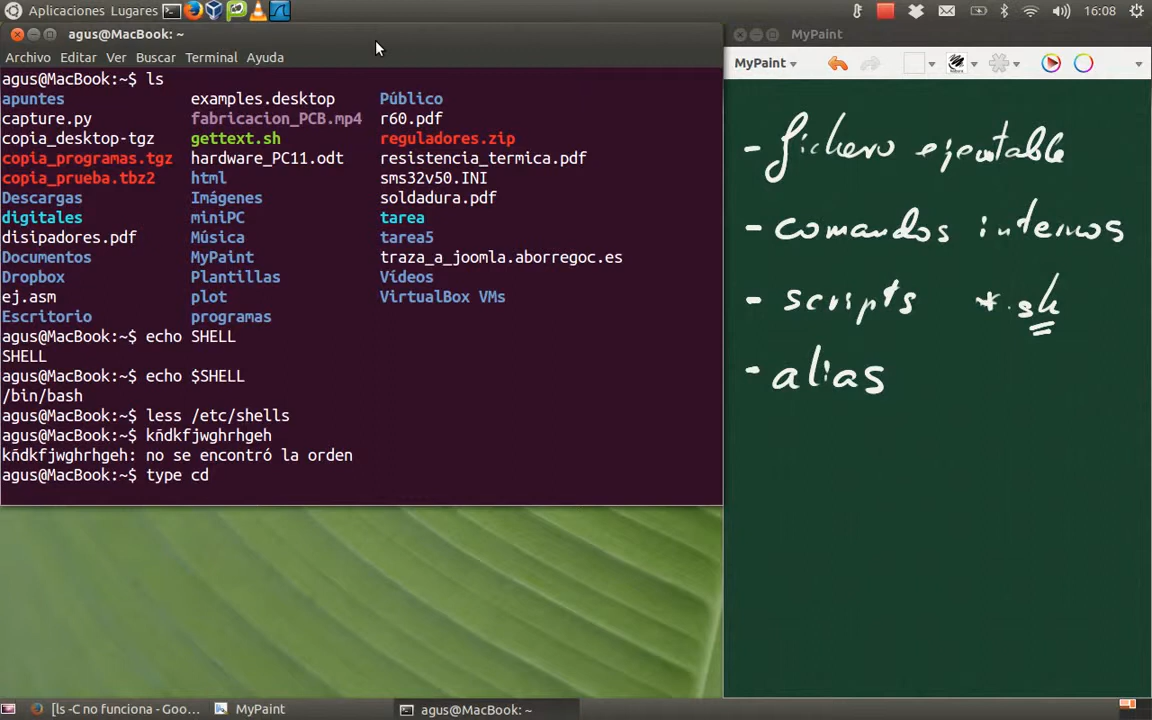 Aplicaciones Lugares 16:08
agus@MacBook: ~
Archivo Editar Ver Buscar Terminal Ayuda
agus@MacBook:~$ ls
apuntes examples.desktop Público
capture.py fabricacion_PCB.mp4 r60.pdf
copia_desktop-tgz gettext.sh reguladores.zip
copia_programas.tgz hardware_PC11.odt resistencia_termica.pdf
copia_prueba.tbz2 html sms32v50.INI
Descargas Imágenes soldadura.pdf
digitales miniPC tarea
disipadores.pdf Música tarea5
Documentos MyPaint traza_a_joomla.aborregoc.es
Dropbox Plantillas Vídeos
ej.asm plot VirtualBox VMs
Escritorio programas
agus@MacBook:~$ echo SHELL
SHELL
agus@MacBook:~$ echo $SHELL
/bin/bash
agus@MacBook:~$ less /etc/shells
agus@MacBook:~$ kñdkfjwghrhgeh
kñdkfjwghrhgeh: no se encontró la orden
agus@MacBook:~$ type cd
MyPaint
MyPaint
- fichero ejecutable
- comandos internos
- scripts *.sh
- alias
[ls -C no funciona - Goo... MyPaint agus@MacBook: ~